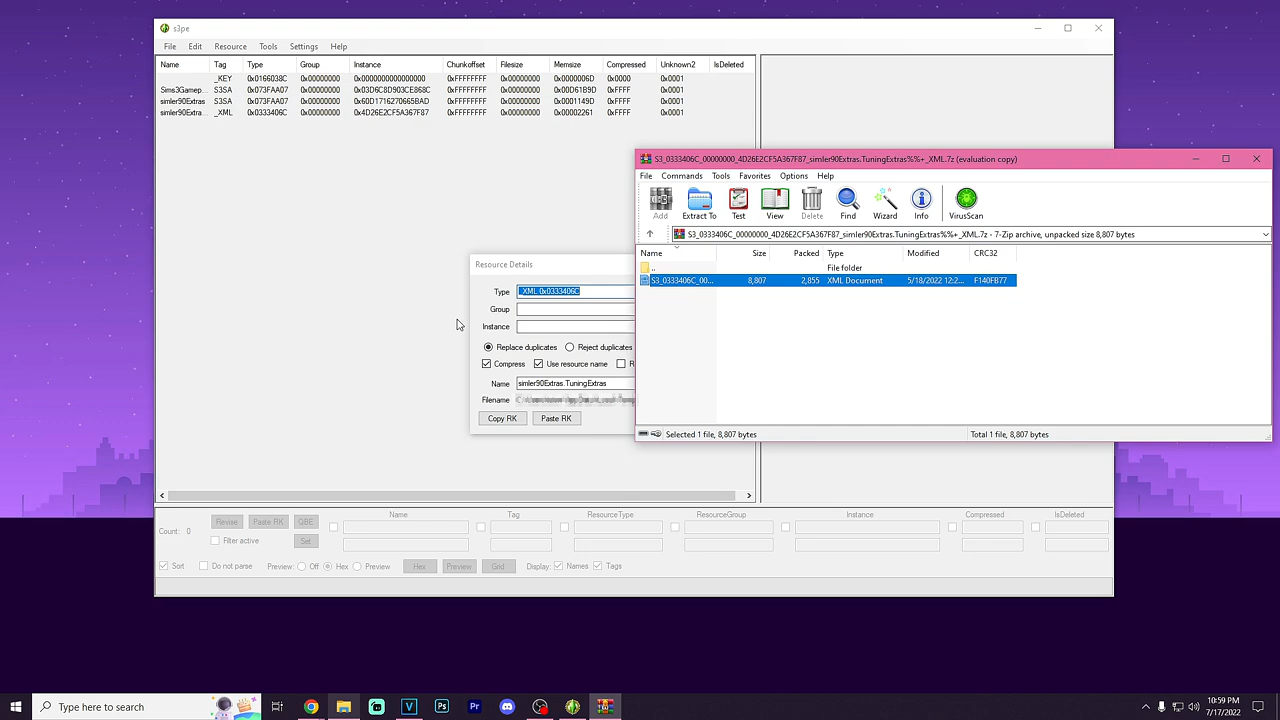 s3pe
File Edit Resource Tools Settings Help
Name Tag Type Group Instance Chunkoffset Filesize Memsize Compressed Unknown2 IsDeleted
_KEY 0x0166038C 0x00000000 0x0000000000000000 0xFFFFFFFF 0x00000000 0x0000006D 0x0000 0x0001
Sims3Gamep... S3SA 0x073FAA07 0x00000000 0x03D6C8D903CE868C 0xFFFFFFFF 0x00000000 0x00D61B9D 0xFFFF 0x0001
simler90Extras S3SA 0x073FAA07 0x00000000 0x60D1716270665BAD 0xFFFFFFFF 0x00000000 0x0001149D 0xFFFF 0x0001
simler90Extra... _XML 0x0333406C 0x00000000 0x4D26E2CF5A367F87 0xFFFFFFFF 0x00000000 0x00002261 0xFFFF 0x0001
S3_0333406C_00000000_4D26E2CF5A367F87_simler90Extras.TuningExtras%%+_XML.7z (evaluation copy)
File Commands Tools Favorites Options Help
Add Extract To Test View Delete Find Wizard Info VirusScan
S3_0333406C_00000000_4D26E2CF5A367F87_simler90Extras.TuningExtras%%+_XML.7z - 7-Zip archive, unpacked size 8,807 bytes
Name Size Packed Type Modified CRC32
.. File folder
S3_0333406C_00... 8,807 2,855 XML Document 5/18/2022 12:2... F140FB77
Selected 1 file, 8,807 bytes Total 1 file, 8,807 bytes
Resource Details
Type _XML 0x0333406C
Group
Instance
Replace duplicates Reject duplicates
Compress Use resource name R
Name simler90Extras.TuningExtras
Filename
Copy RK Paste RK
Name Tag ResourceType ResourceGroup Instance Compressed IsDeleted
Count: 0 Revise Paste RK QBE
Filter active Set
Sort Do not parse Preview: Off Hex Preview Hex Preview Grid Display: Names Tags
Type here to search
10:59 PM
7/17/2022